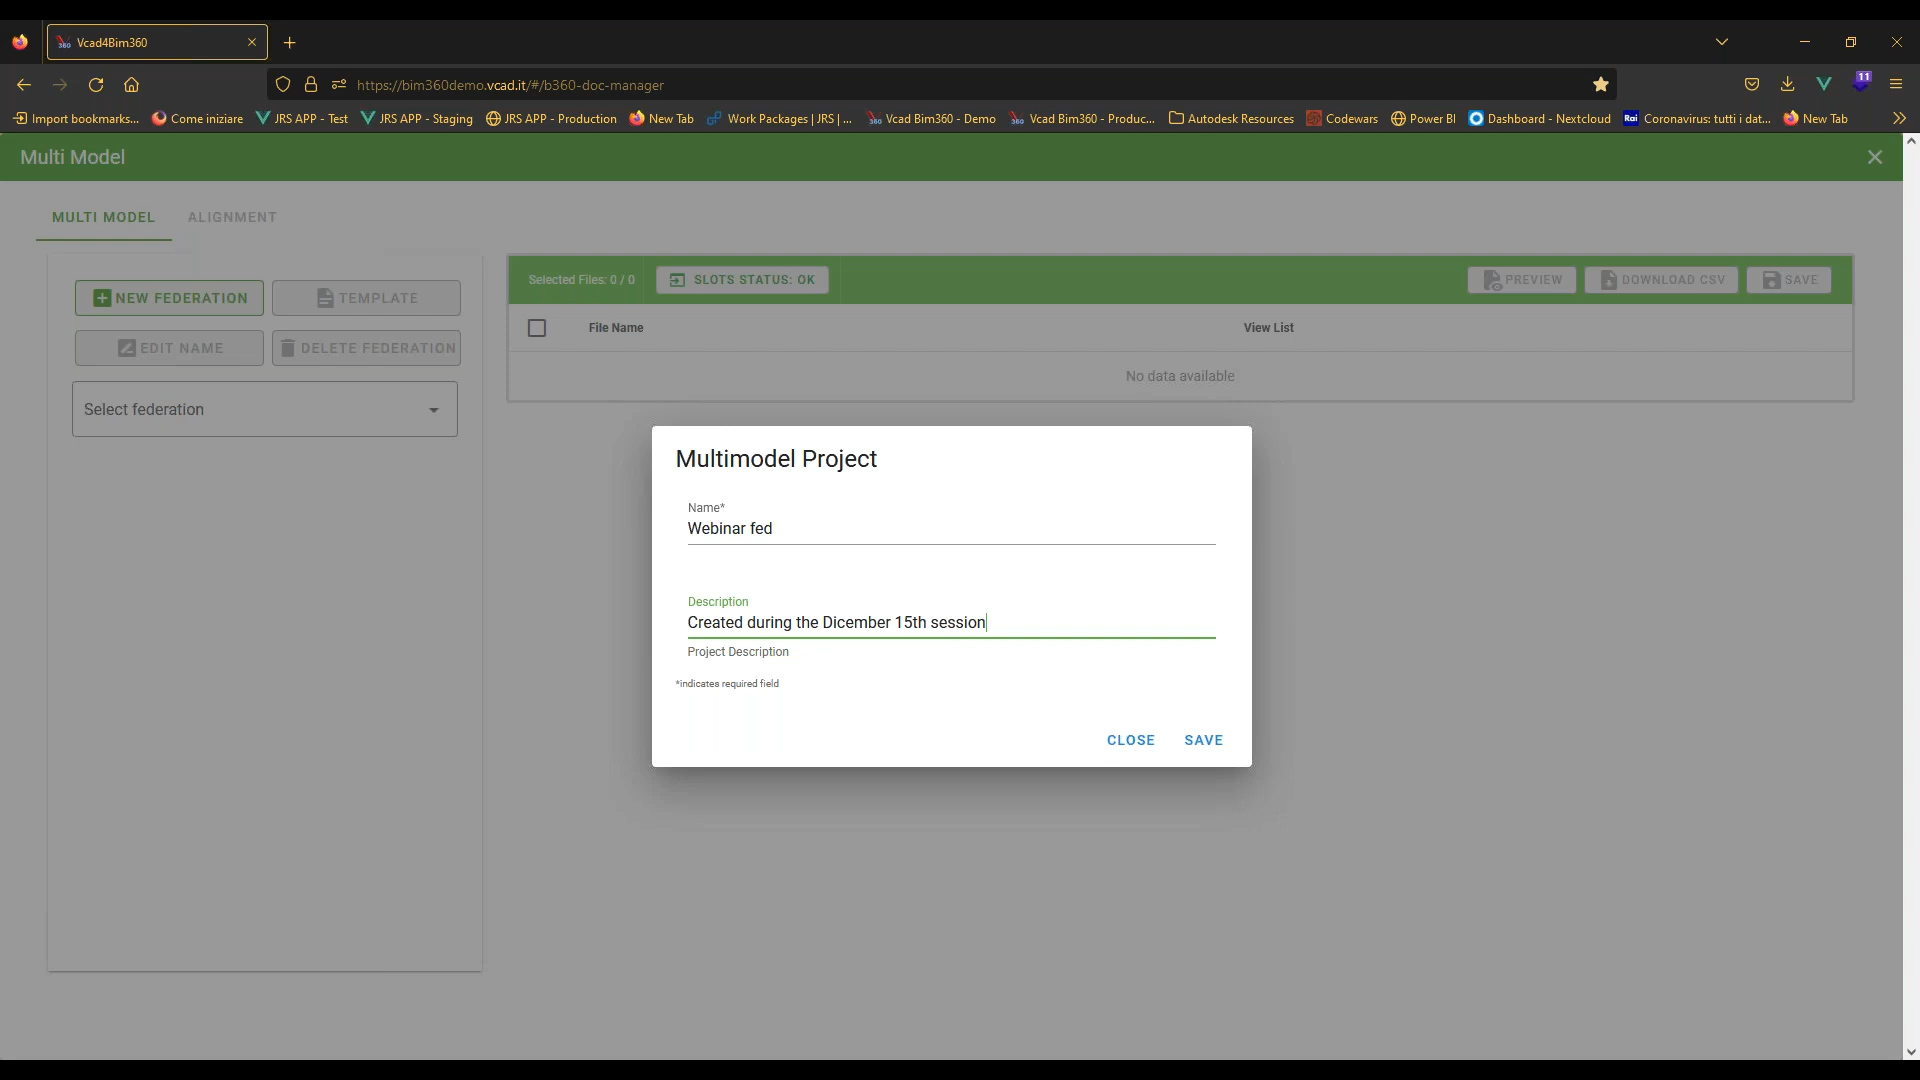 Vcad4Bim360
https://bim360demo.vcad.it/#/b360-doc-manager
11
Import bookmarks... Come iniziare JRS APP - Test JRS APP - Staging JRS APP - Production New Tab Work Packages | JRS | ... Vcad Bim360 - Demo Vcad Bim360 - Produc... Autodesk Resources Codewars Power BI Dashboard - Nextcloud Rai Coronavirus: tutti i dat... New Tab
Multi Model
MULTI MODEL ALIGNMENT
NEW FEDERATION TEMPLATE
EDIT NAME DELETE FEDERATION
Select federation
Selected Files: 0 / 0 SLOTS STATUS: OK PREVIEW DOWNLOAD CSV SAVE
File Name View List
No data available
Multimodel Project
Name*
Webinar fed
Description
Created during the Dicember 15th session
Project Description
*indicates required field
CLOSE SAVE